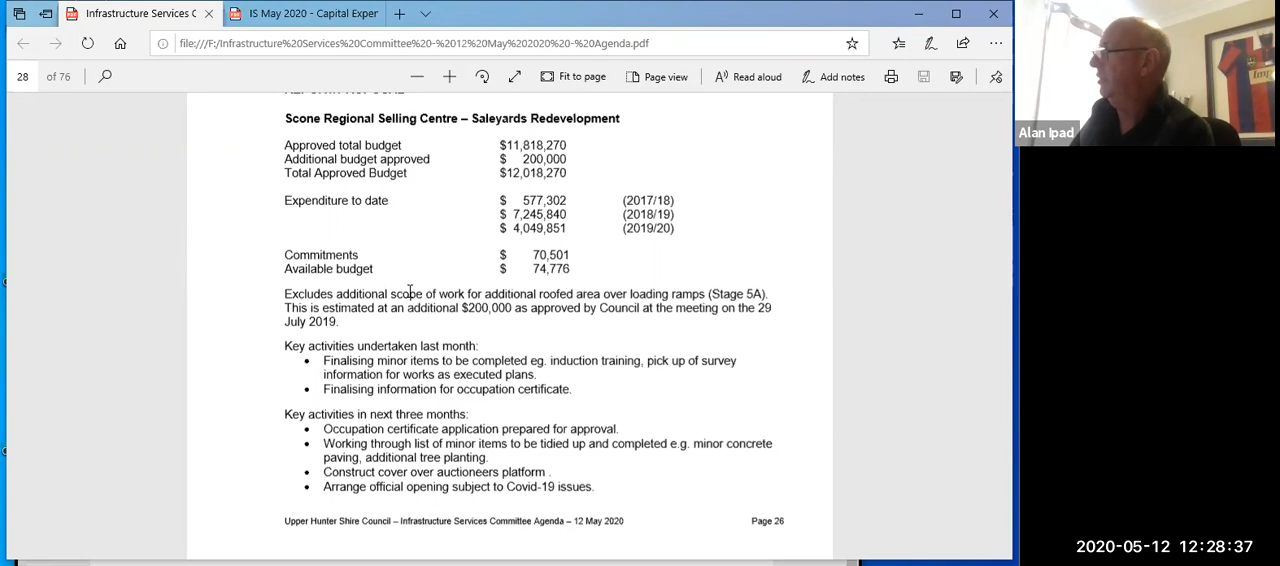 Infrastructure Services C
IS May 2020 - Capital Exper
file:///F:/Infrastructure%20Services%20Committee%20-%2012%20May%202020%20-%20Agenda.pdf
28 of 76
Fit to page
Page view
Read aloud
Add notes
Scone Regional Selling Centre – Saleyards Redevelopment
Approved total budget $11,818,270
Additional budget approved $ 200,000
Total Approved Budget $12,018,270
Expenditure to date $ 577,302 (2017/18)
$ 7,245,840 (2018/19)
$ 4,049,851 (2019/20)
Commitments $ 70,501
Available budget $ 74,776
Excludes additional scope of work for additional roofed area over loading ramps (Stage 5A).
This is estimated at an additional $200,000 as approved by Council at the meeting on the 29
July 2019.
Key activities undertaken last month:
• Finalising minor items to be completed eg. induction training, pick up of survey
information for works as executed plans.
• Finalising information for occupation certificate.
Key activities in next three months:
• Occupation certificate application prepared for approval.
• Working through list of minor items to be tidied up and completed e.g. minor concrete
paving, additional tree planting.
• Construct cover over auctioneers platform .
• Arrange official opening subject to Covid-19 issues.
Upper Hunter Shire Council – Infrastructure Services Committee Agenda – 12 May 2020 Page 26
Alan Ipad
2020-05-12 12:28:37